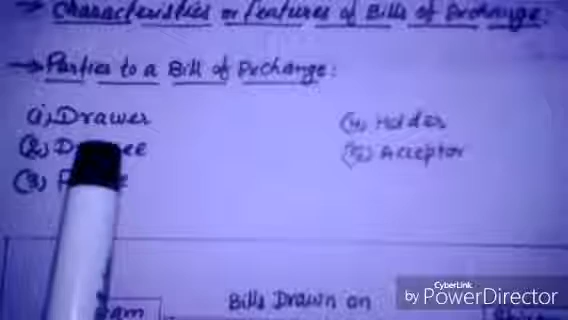 → Characteristics or Features of Bills of Exchange:
→ Parties to a Bill of Exchange:
(1) Drawer
(2)
(3)
(4) Holder
(5) Acceptor
Bills Drawn on
CyberLink
by PowerDirector